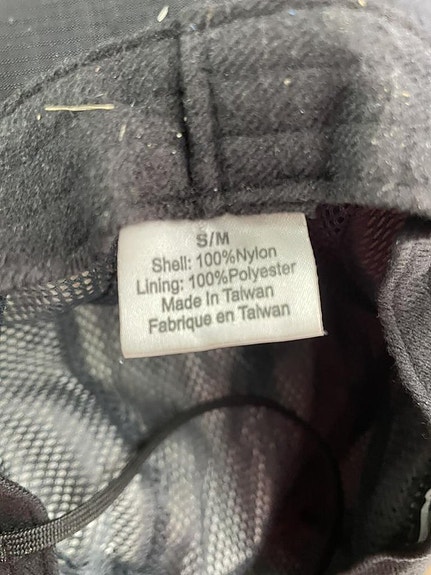 S/M
Shell: 100%Nylon
Lining: 100%Polyester
Made In Taiwan
Fabrique en Taiwan